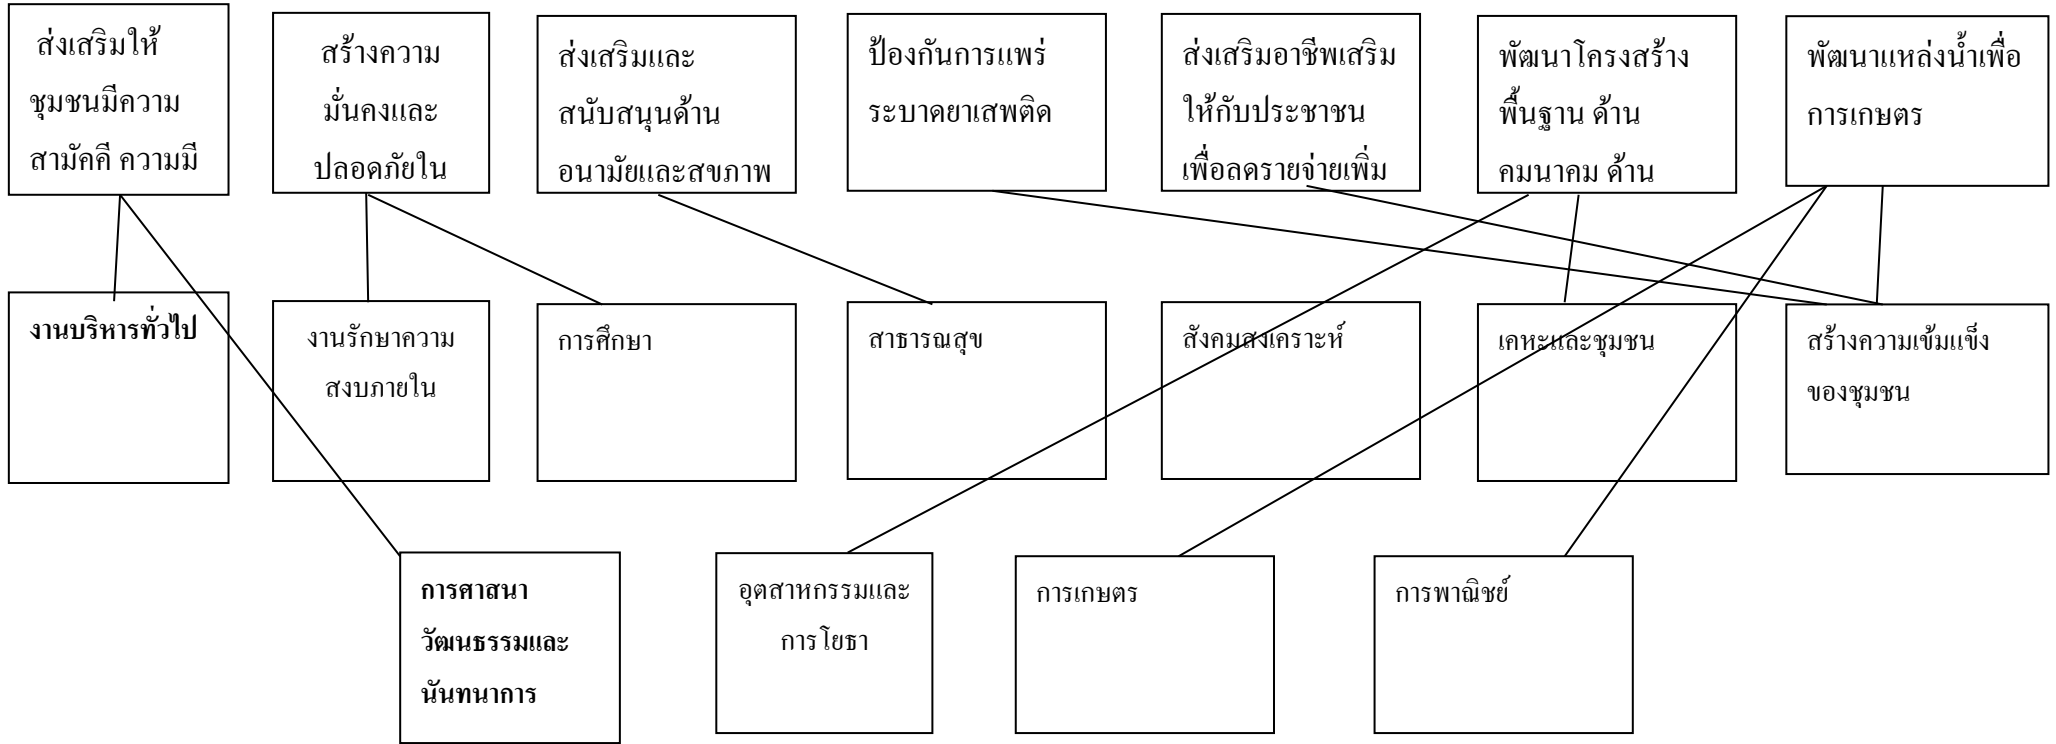 ส่งเสริมให้
ชุมชนมีความ
สามัคคี ความมี
สร้างความ
มั่นคงและ
ปลอดภัยใน
ส่งเสริมและ
สนับสนุนด้าน
อนามัยและสขภาพ
ป้องกันการแพร่
ระบาดยาเสพติด
ส่งเสริมอาชีพเสริม
ให้กับประชาชน
เพื่อลดรายจ่ายเพิ่ม
พัฒนาโครงสร้าง
พื้นฐาน ด้าน
คมนาคม ด้าน
พัฒนาแหล่งน้ำเพื่อ
การเกษตร
งานบริหารทั่วไป
งานรักษาความ
สงบภายใน
การศึกษา
สาธารณสุข
สังคมสงเคราะห์
เคหะและชุมชน
สร้างความเข้มแข็ง
ของชุมชน
การศาสนา
วัฒนธรรมและ
นันทนาการ
อุตสาหกรรมและ
การโยธา
การเกษตร
การพาณิชย์